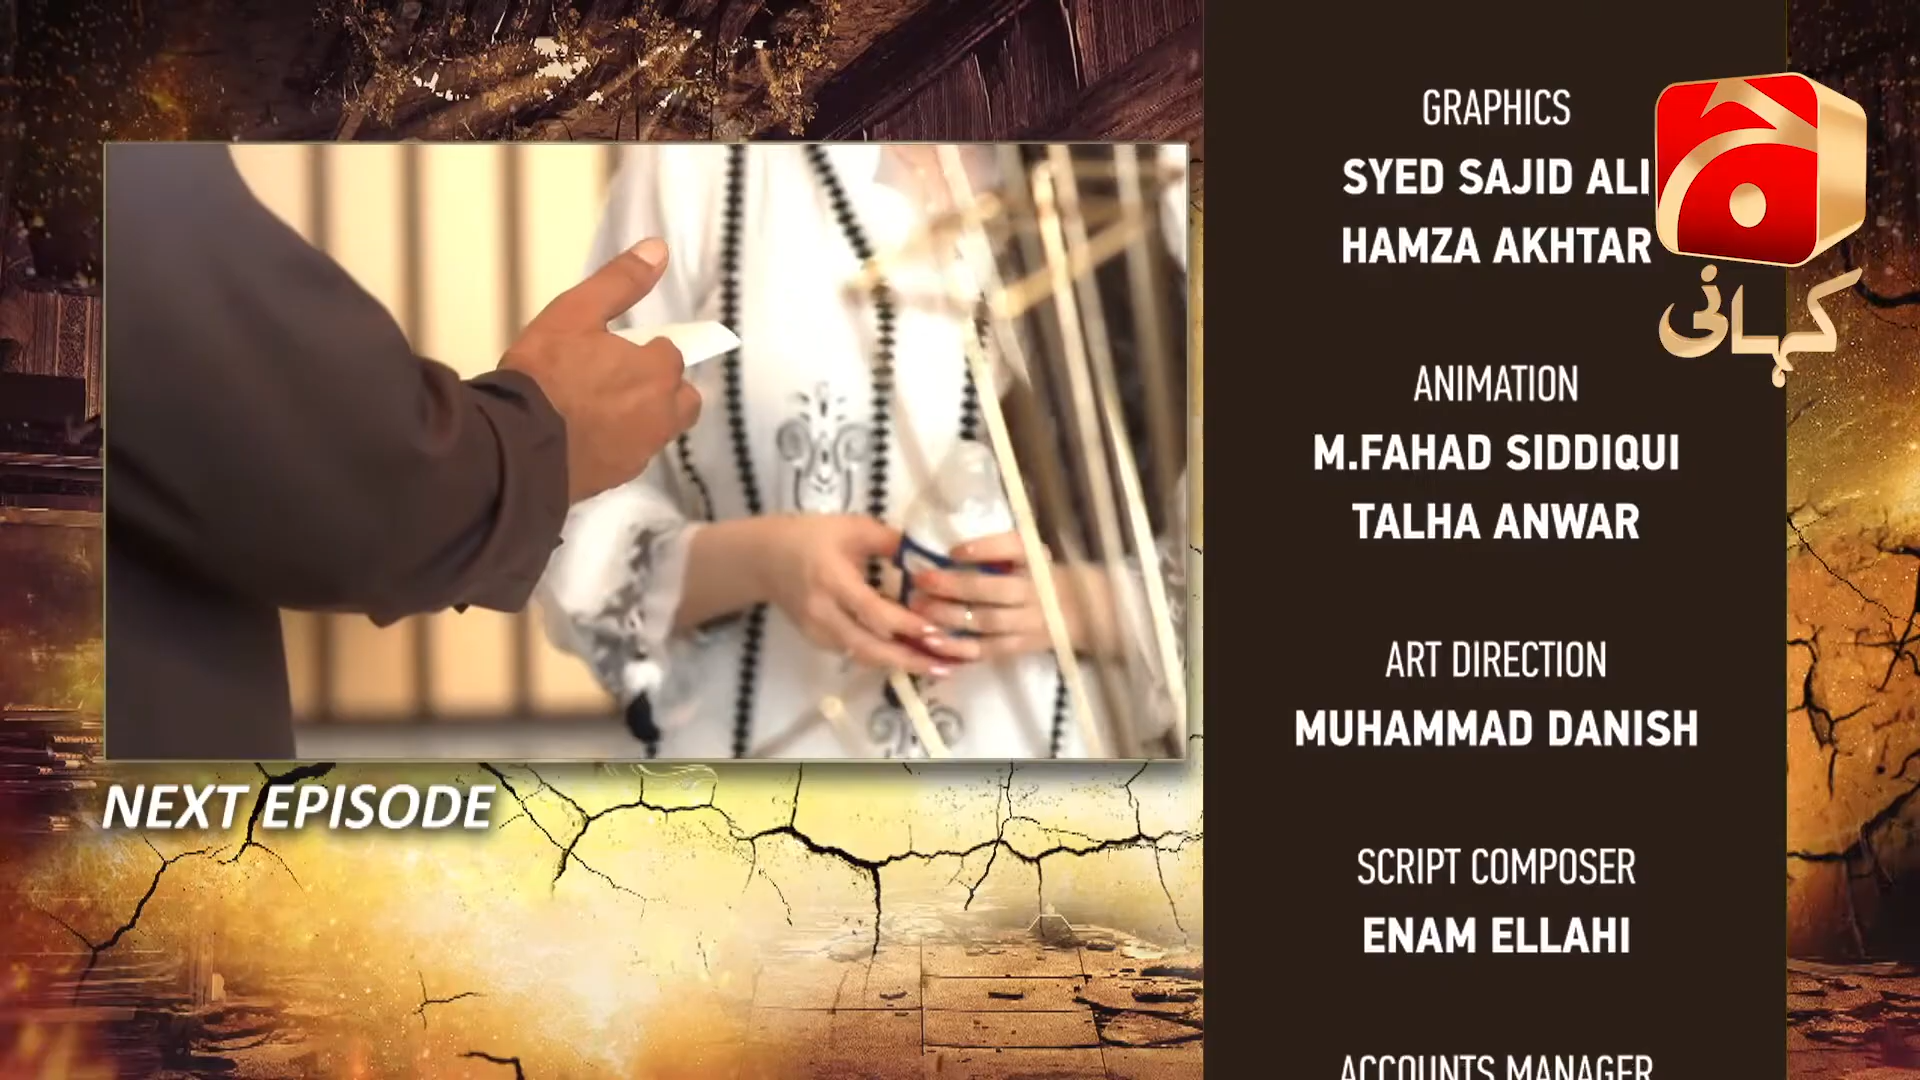 GRAPHICS
SYED SAJID ALI
HAMZA AKHTAR
کہانی
ANIMATION
M.FAHAD SIDDIQUI
TALHA ANWAR
ART DIRECTION
MUHAMMAD DANISH
NEXT EPISODE
SCRIPT COMPOSER
ENAM ELLAHI
ACCOUNTS MANAGER